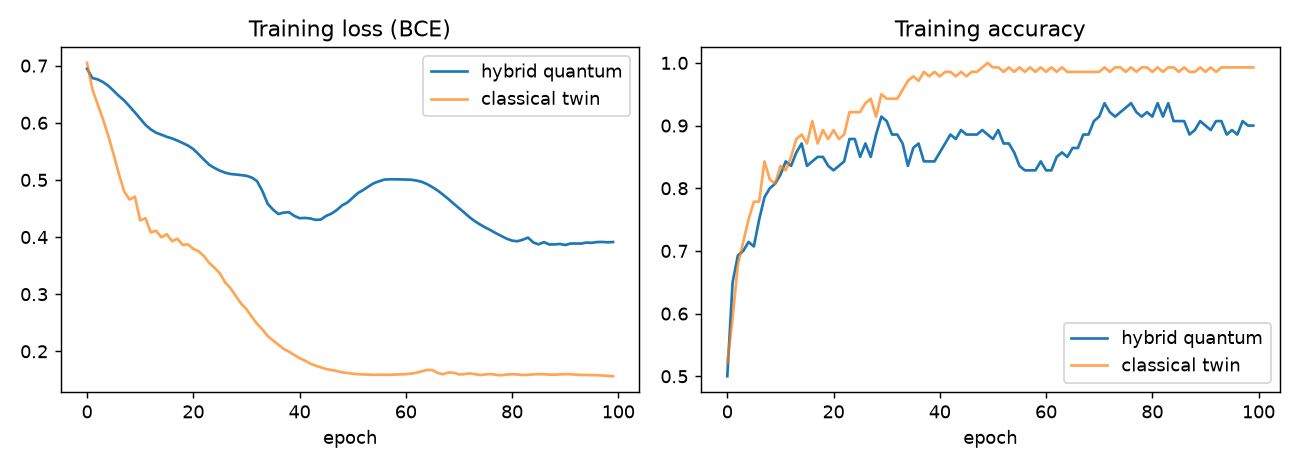 Training loss (BCE)
0.7
0.6
0.5
0.4
0.3
0.2
0 20 40 60 80 100
epoch
hybrid quantum
classical twin
Training accuracy
1.0
0.9
0.8
0.7
0.6
0.5
0 20 40 60 80 100
epoch
hybrid quantum
classical twin